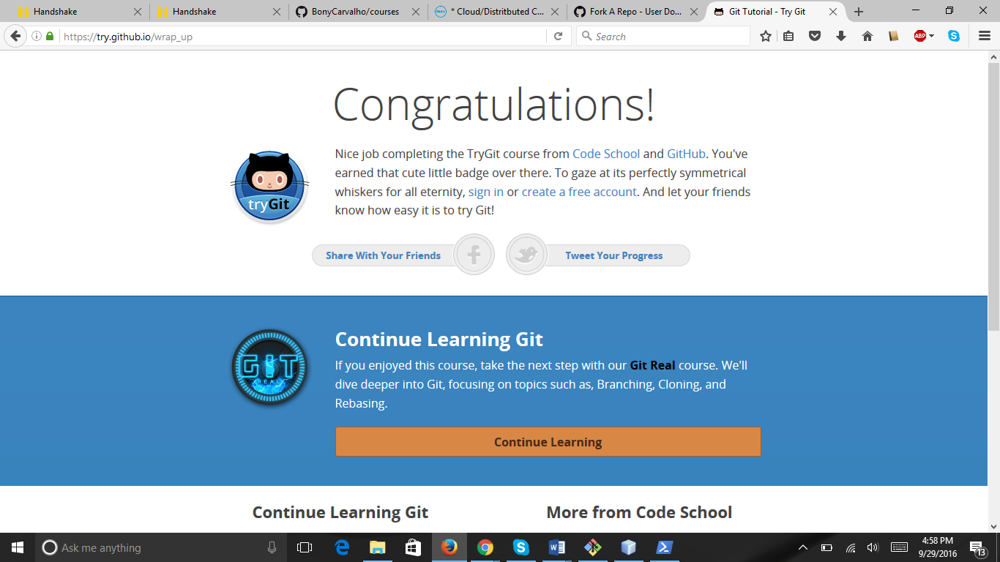 Handshake
Handshake
BonyCarvalho/courses
* Cloud/Distritbuted C...
Fork A Repo - User Do...
Git Tutorial - Try Git
https://try.github.io/wrap_up
Search
ABP
Congratulations!
Nice job completing the TryGit course from Code School and GitHub. You've
earned that cute little badge over there. To gaze at its perfectly symmetrical
whiskers for all eternity, sign in or create a free account. And let your friends
know how easy it is to try Git!
tryGit
Share With Your Friends
Tweet Your Progress
GIT
REAL
Continue Learning Git
If you enjoyed this course, take the next step with our Git Real course. We'll
dive deeper into Git, focusing on topics such as, Branching, Cloning, and
Rebasing.
Continue Learning
Continue Learning Git
More from Code School
Ask me anything
4:58 PM
9/29/2016
13